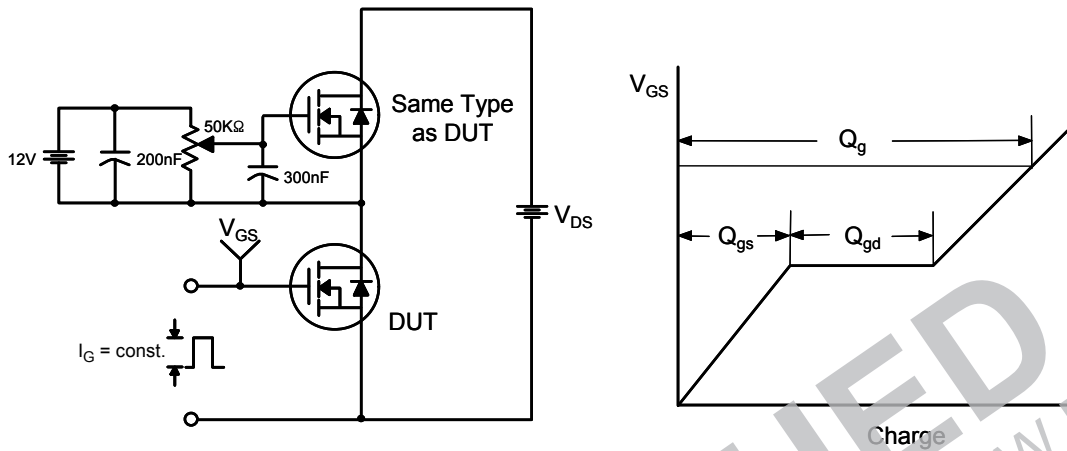 Same Type
as DUT
50KΩ
12V
200nF
300nF
V_GS
V_DS
DUT
I_G = const.
V_GS
Q_g
Q_gs
Q_gd
Charge